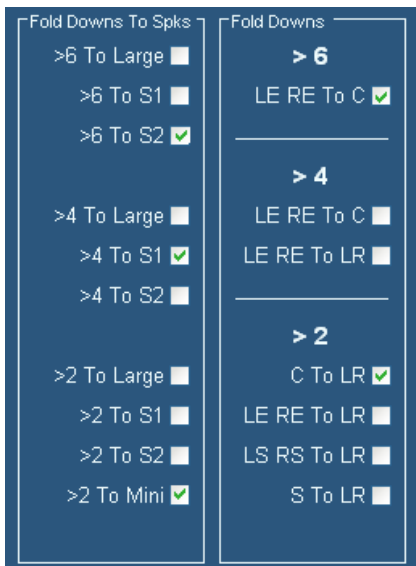 Fold Downs To Spks
>6 To Large
>6 To S1
>6 To S2
>4 To Large
>4 To S1
>4 To S2
>2 To Large
>2 To S1
>2 To S2
>2 To Mini
Fold Downs
> 6
LE RE To C
> 4
LE RE To C
LE RE To LR
> 2
C To LR
LE RE To LR
LS RS To LR
S To LR